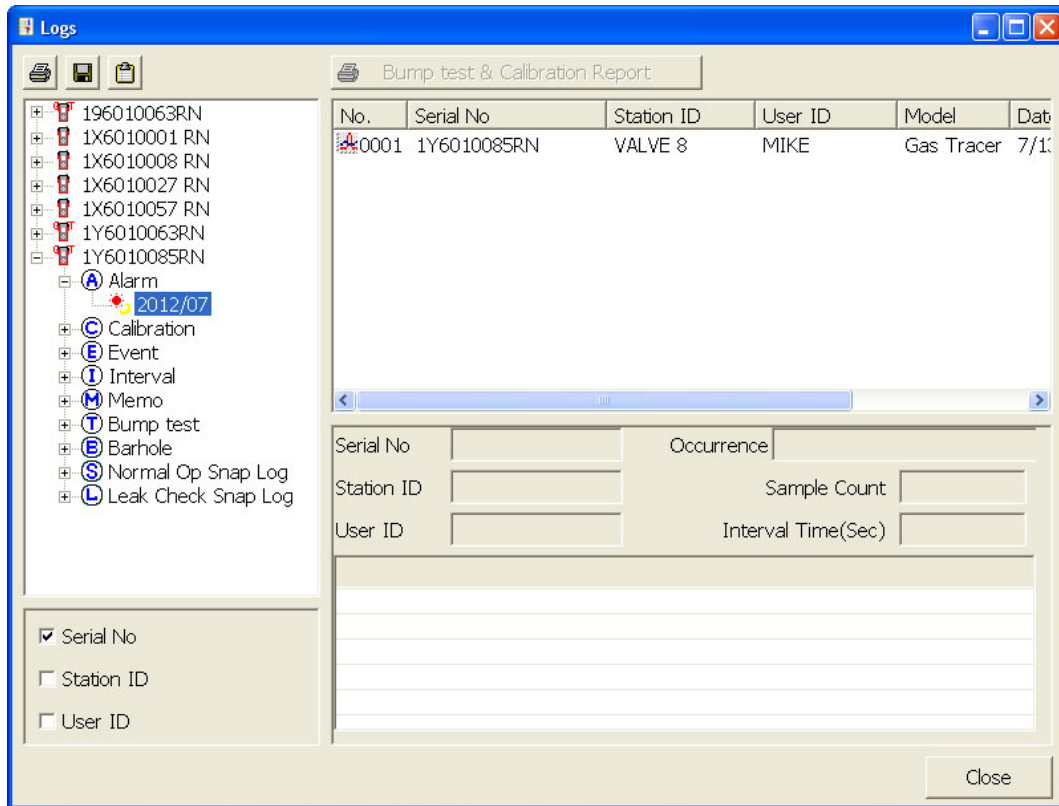 Logs
Bump test & Calibration Report
196010063RN
1X6010001 RN
1X6010008 RN
1X6010027 RN
1X6010057 RN
1Y6010063RN
1Y6010085RN
A Alarm
2012/07
C Calibration
E Event
I Interval
M Memo
T Bump test
B Barhole
S Normal Op Snap Log
L Leak Check Snap Log
Serial No
Station ID
User ID
No. Serial No Station ID User ID Model Dat
0001 1Y6010085RN VALVE 8 MIKE Gas Tracer 7/1
Serial No Occurrence
Station ID Sample Count
User ID Interval Time(Sec)
Close